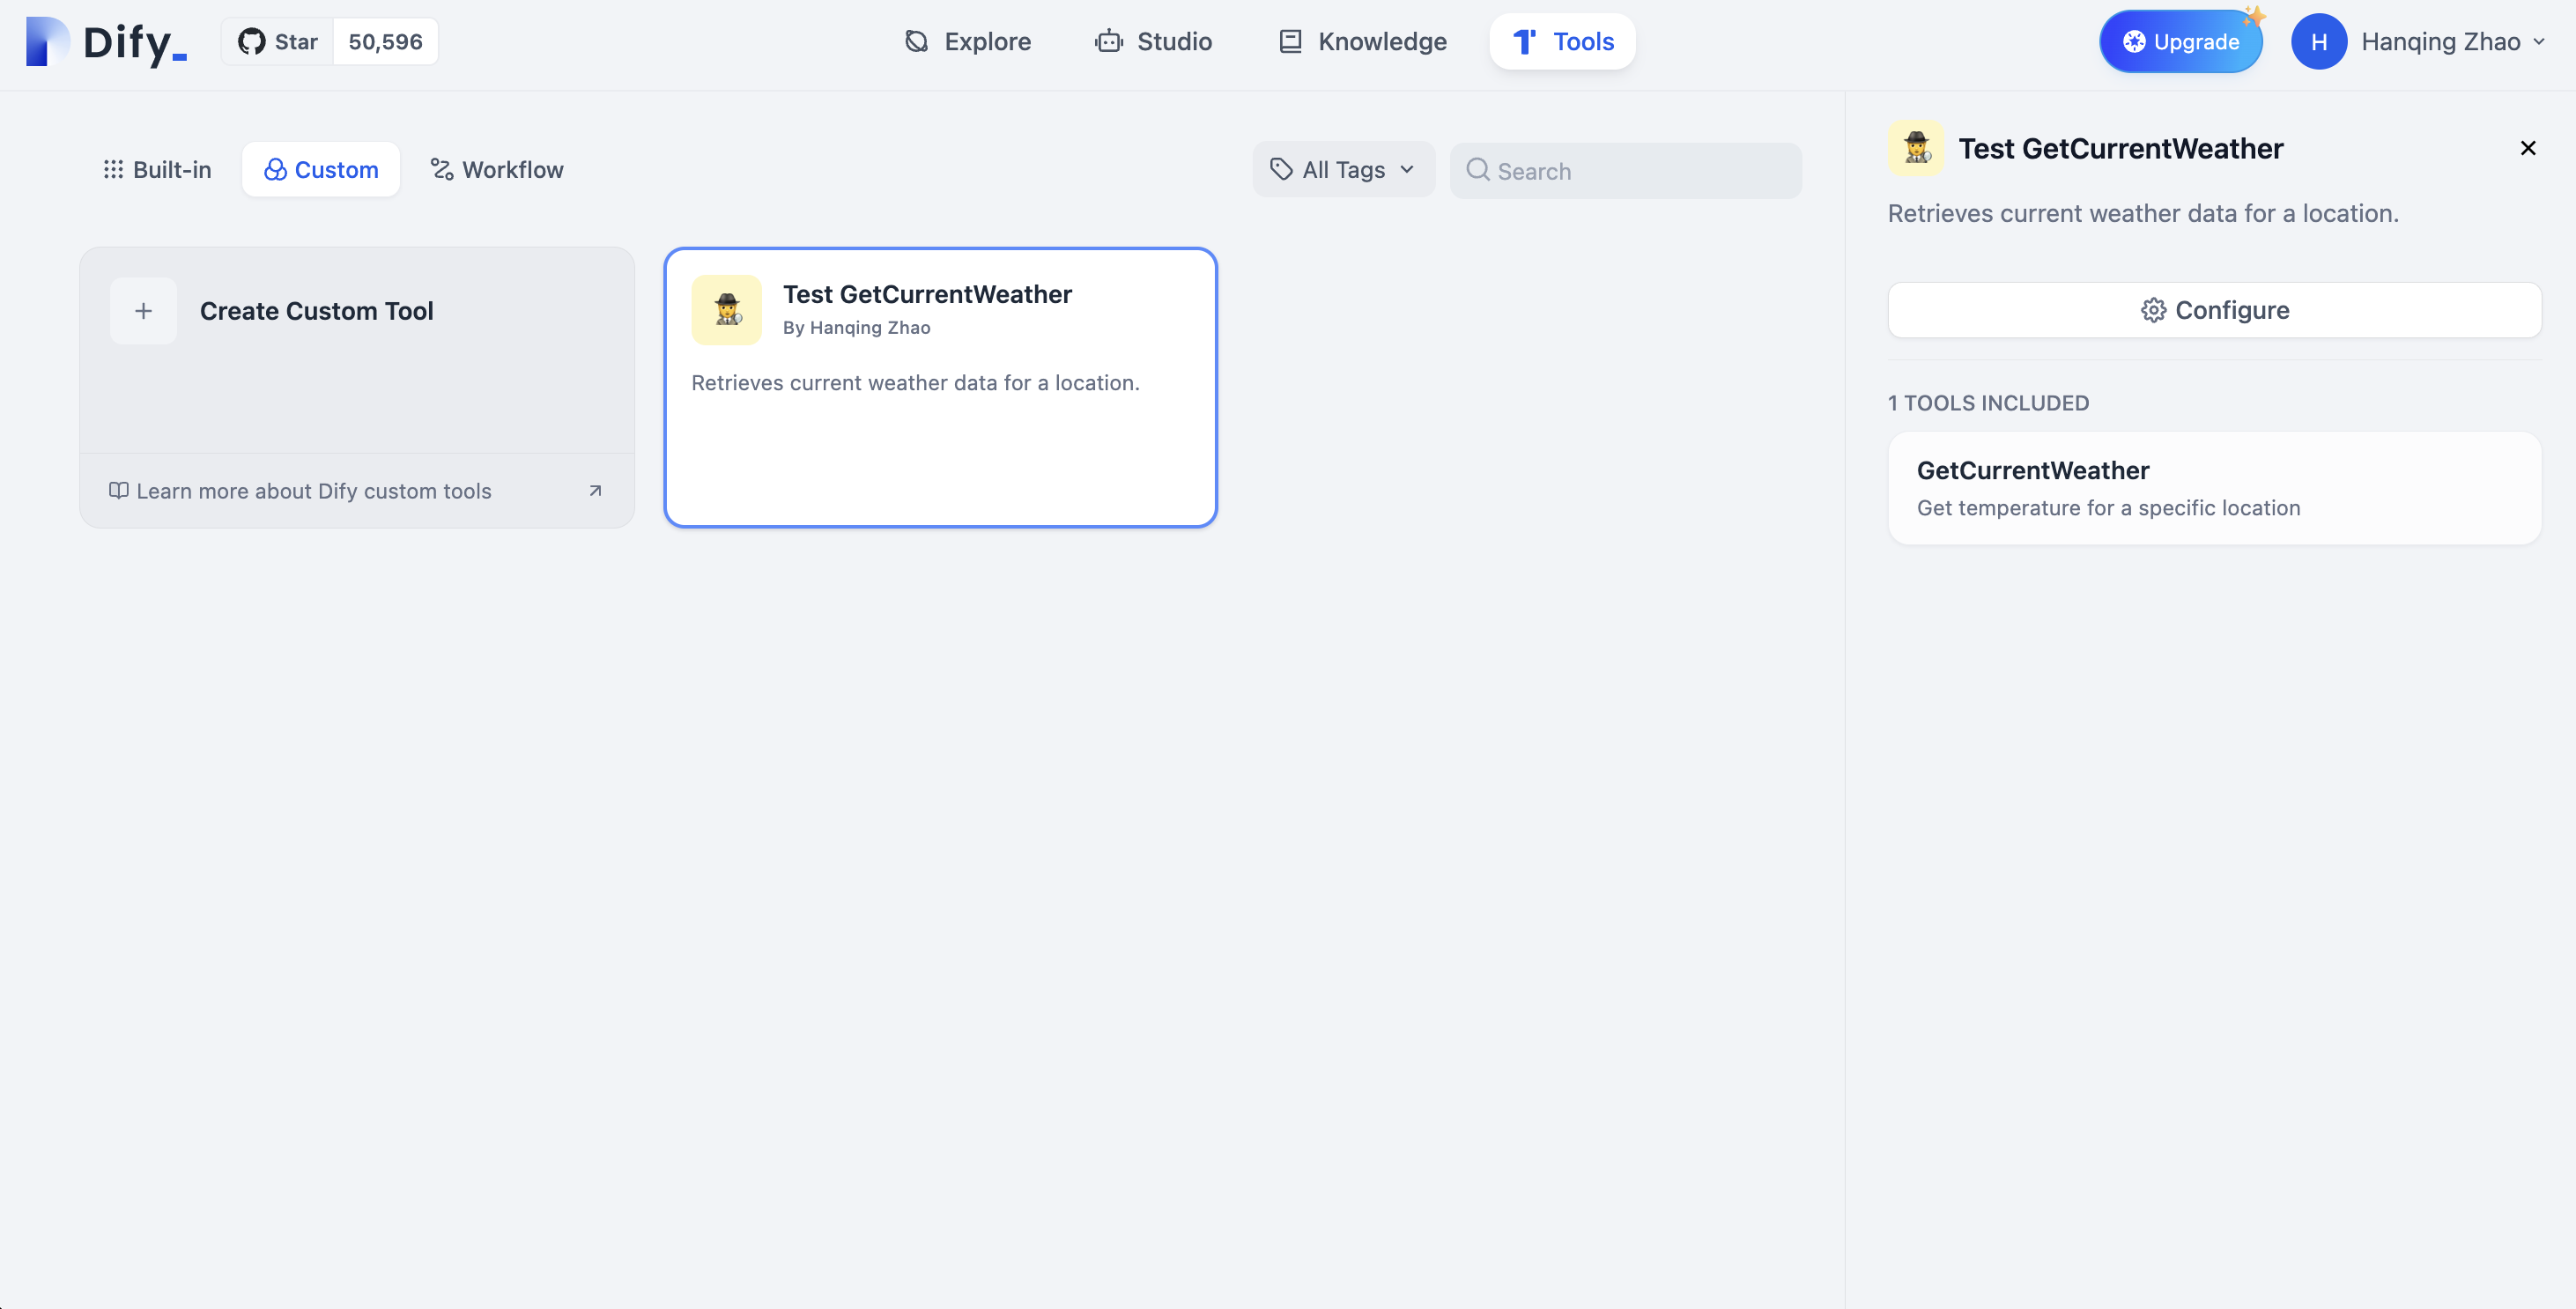 Dify_
Star 50,596
Explore
Studio
Knowledge
Tools
Upgrade
H
Hanqing Zhao
Built-in
Custom
Workflow
All Tags
Search
Create Custom Tool
Learn more about Dify custom tools
Test GetCurrentWeather
By Hanqing Zhao
Retrieves current weather data for a location.
Test GetCurrentWeather
Retrieves current weather data for a location.
Configure
1 TOOLS INCLUDED
GetCurrentWeather
Get temperature for a specific location